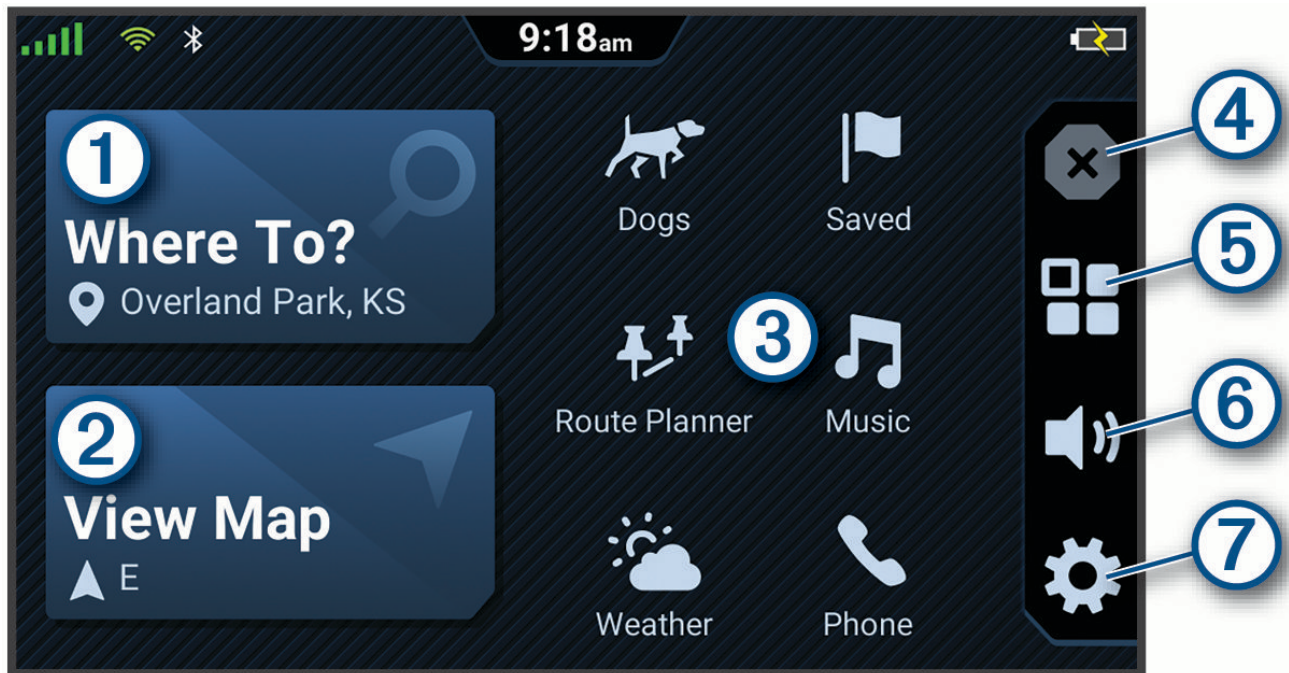 9:18am
1
Where To?
Overland Park, KS
2
View Map
E
Dogs
Saved
3
Route Planner
Music
Weather
Phone
4
5
6
7